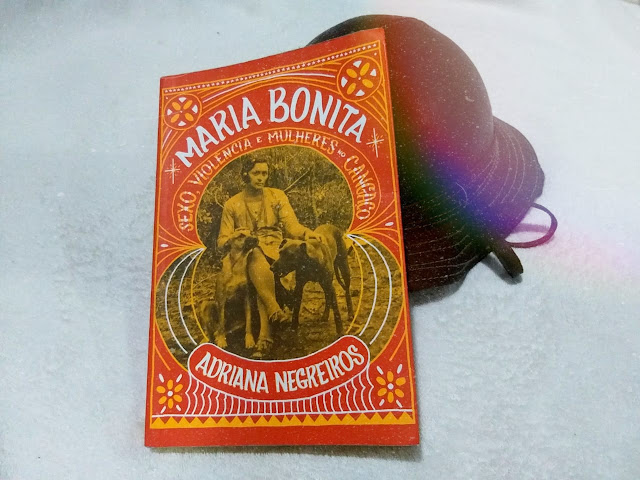 MARIA BONITA
SEXO, VIOLÊNCIA E MULHERES NO CANGAÇO
ADRIANA NEGREIROS